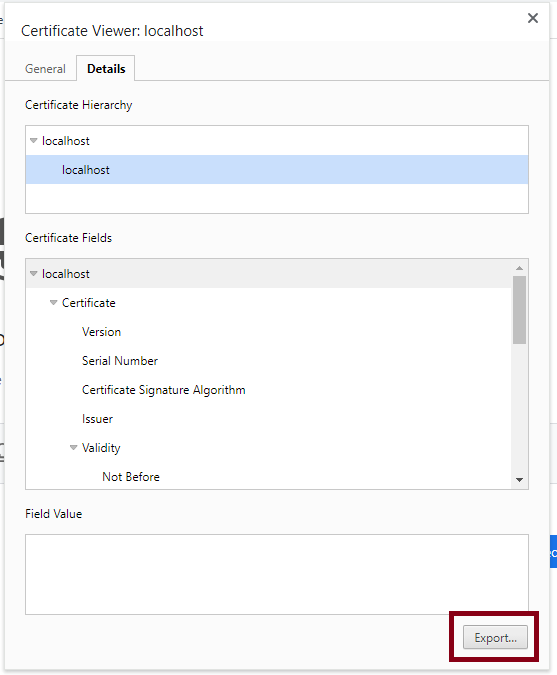 Certificate Viewer: localhost
General
Details
Certificate Hierarchy
localhost
localhost
Certificate Fields
localhost
Certificate
Version
Serial Number
Certificate Signature Algorithm
Issuer
Validity
Not Before
Field Value
Export...